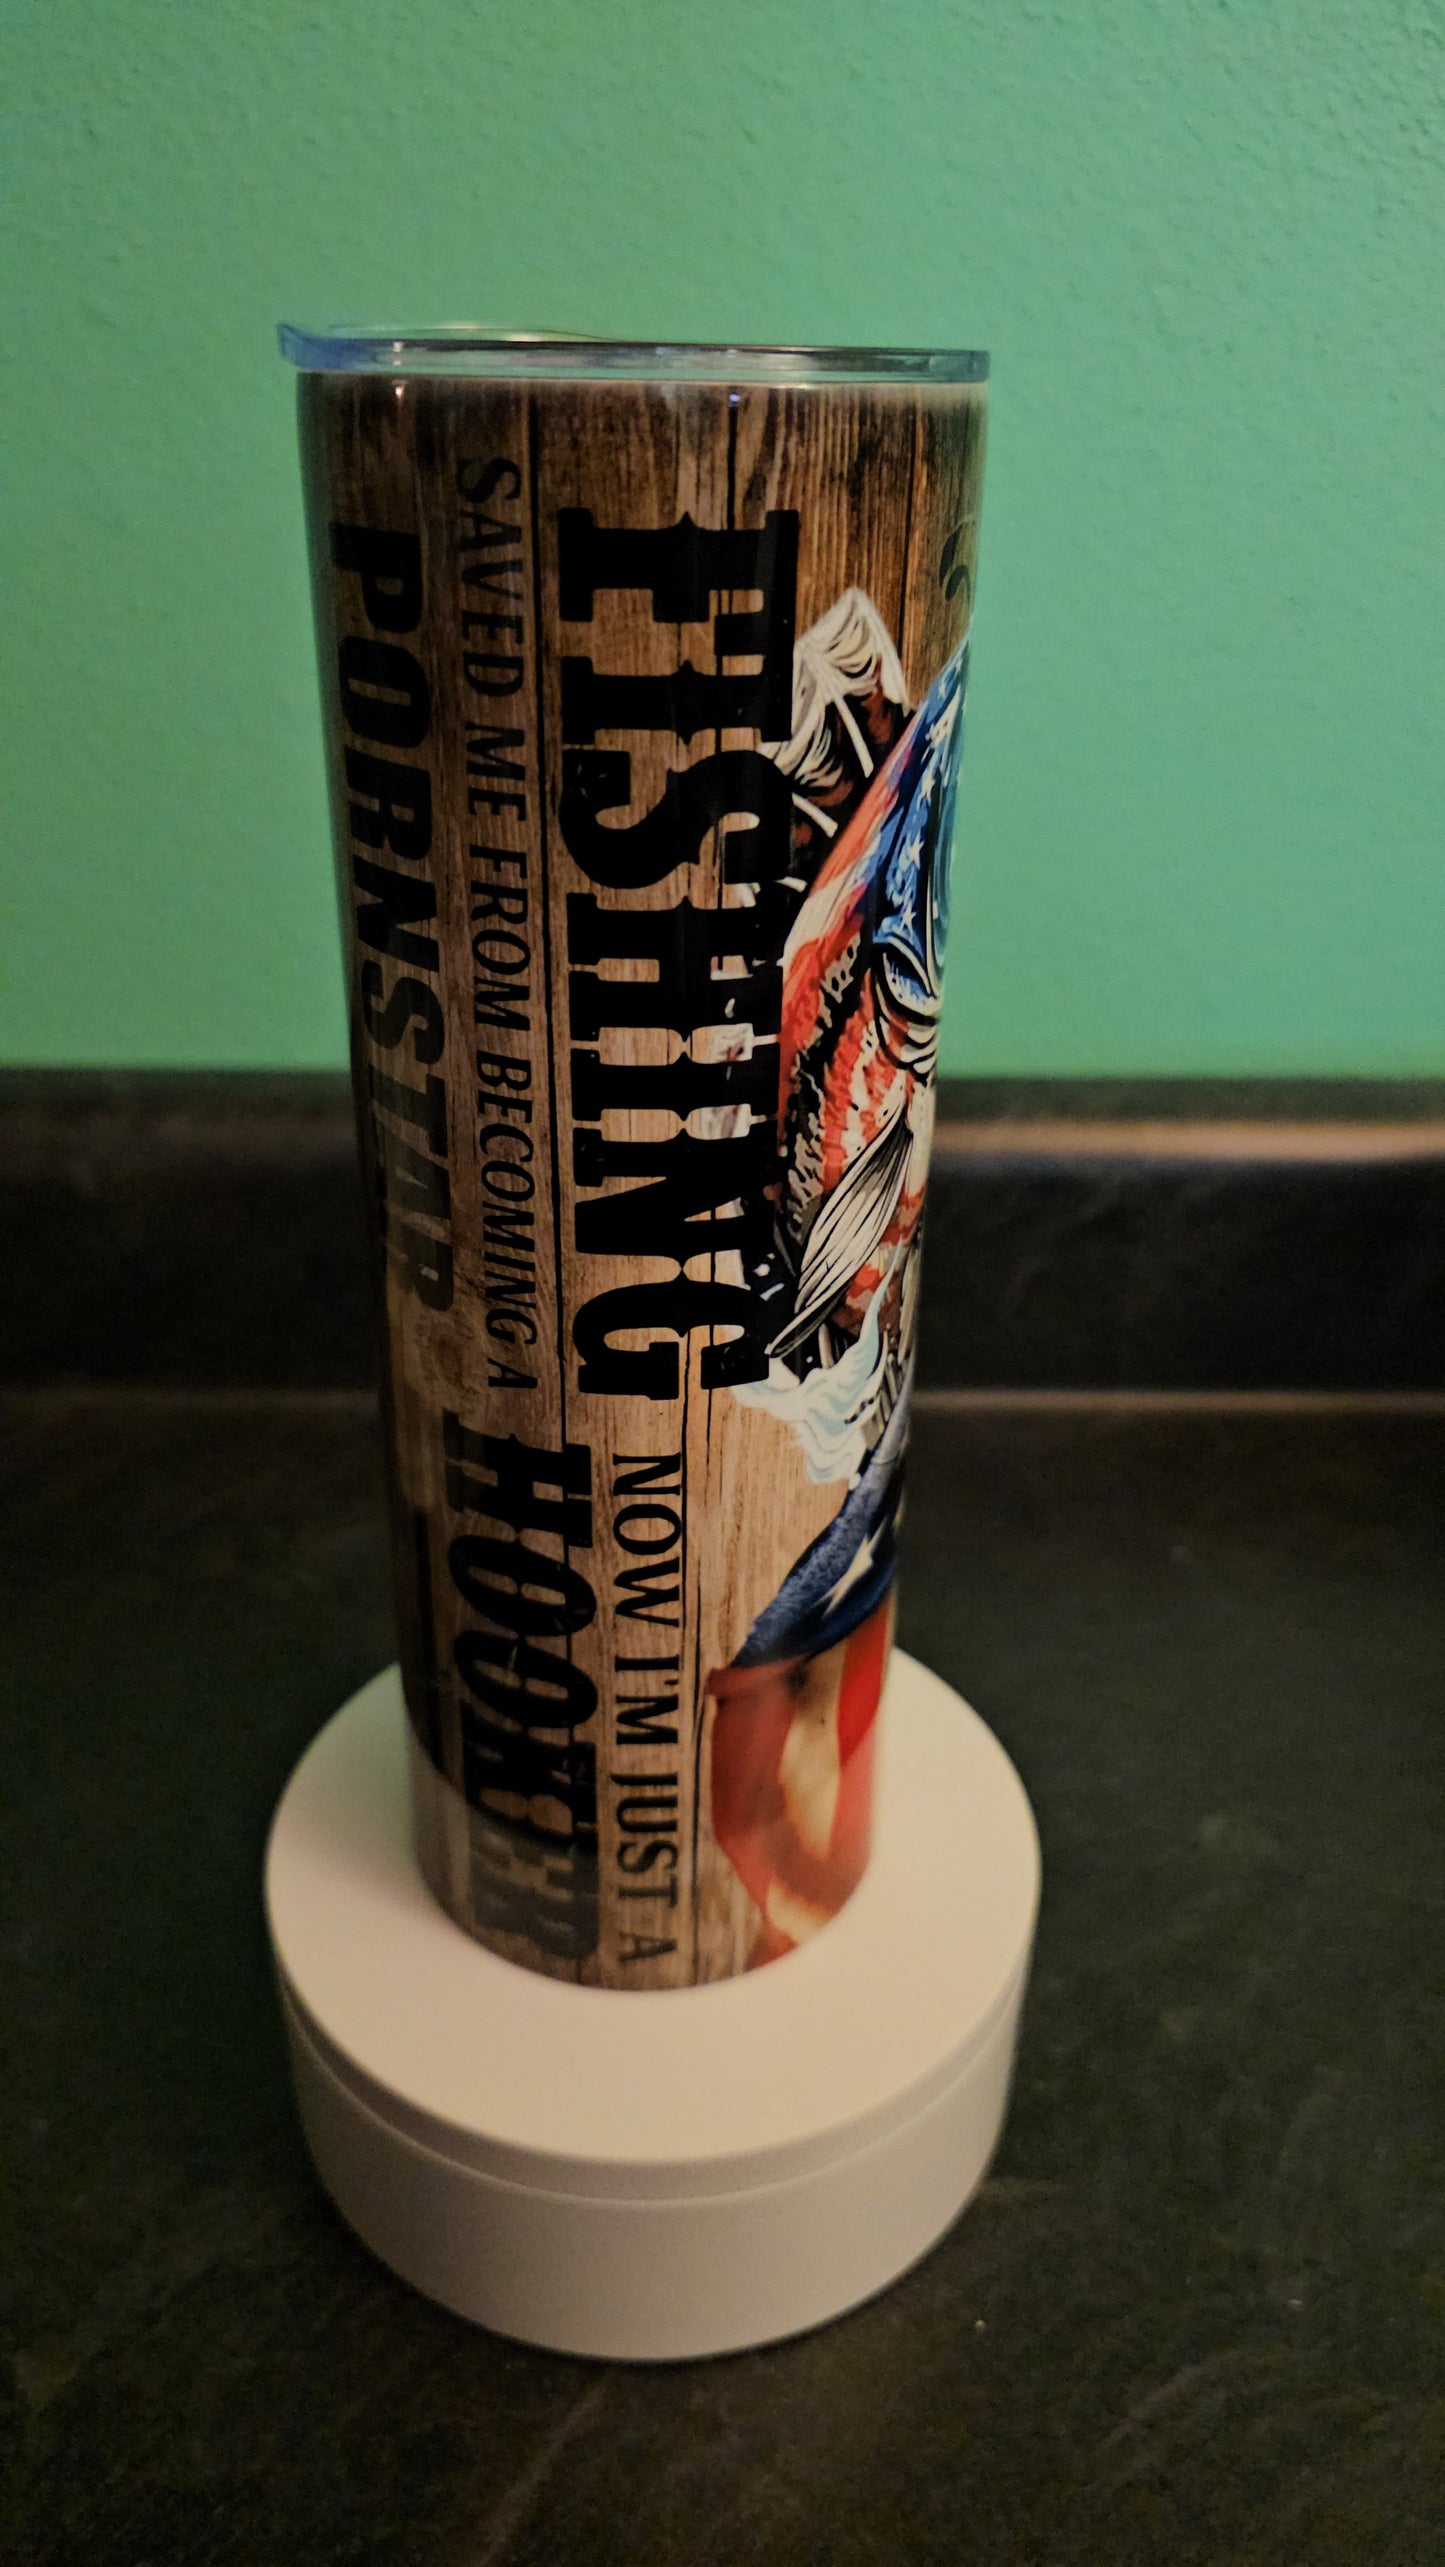 FISHING
SAVED ME FROM BECOMING A
PORNSTAR
NOW I'M JUST A
HOOKER